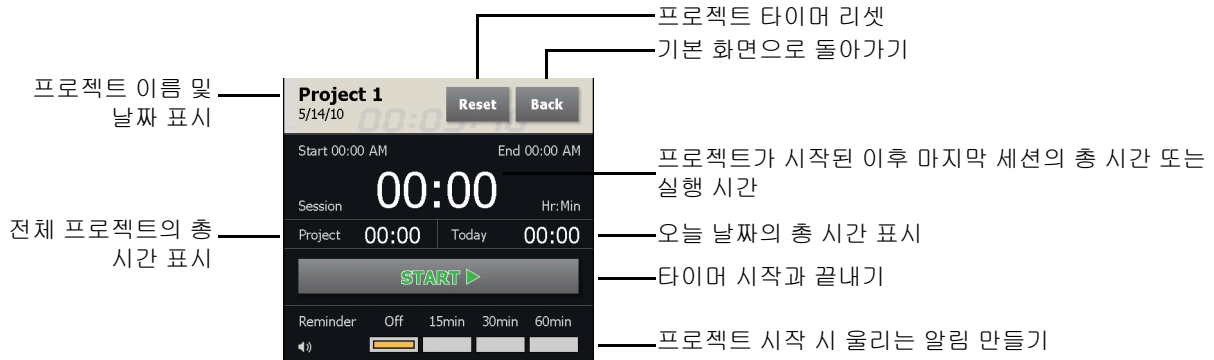 프로젝트 타이머 리셋
기본 화면으로 돌아가기
프로젝트 이름 및
날짜 표시
Project 1
5/14/10
Reset
Back
Start 00:00 AM
End 00:00 AM
00:00
Session
Hr:Min
프로젝트가 시작된 이후 마지막 세션의 총 시간 또는
실행 시간
전체 프로젝트의 총
시간 표시
Project 00:00
Today 00:00
오늘 날짜의 총 시간 표시
START
타이머 시작과 끝내기
Reminder Off 15min 30min 60min
프로젝트 시작 시 울리는 알림 만들기